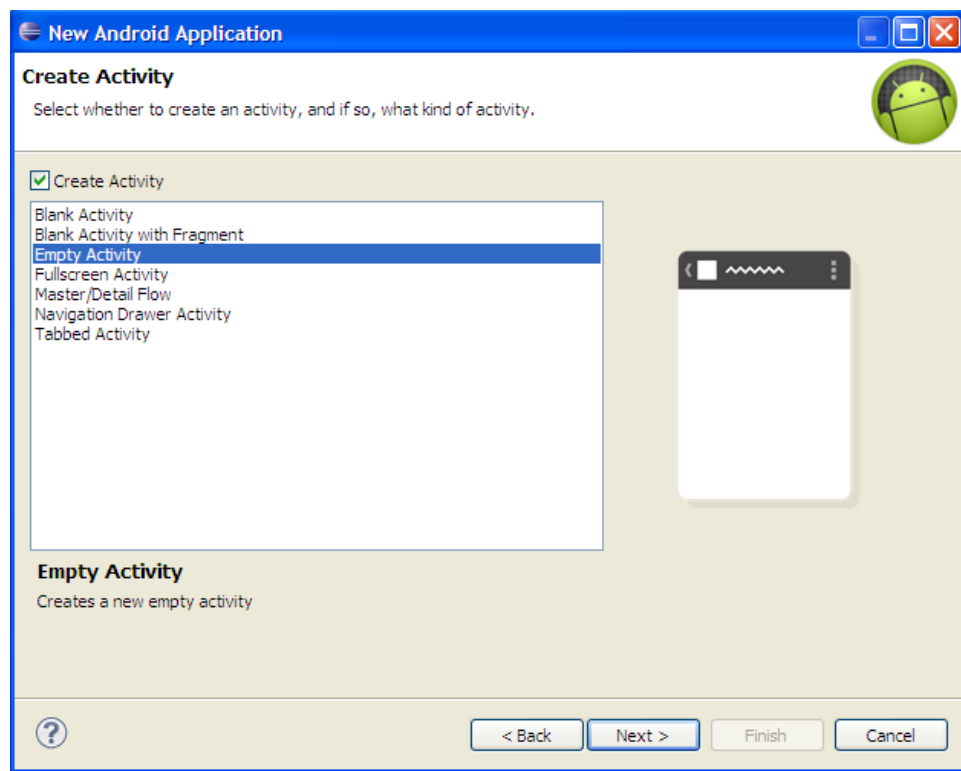 New Android Application
Create Activity
Select whether to create an activity, and if so, what kind of activity.
Create Activity
Blank Activity
Blank Activity with Fragment
Empty Activity
Fullscreen Activity
Master/Detail Flow
Navigation Drawer Activity
Tabbed Activity
Empty Activity
Creates a new empty activity
? < Back Next > Finish Cancel